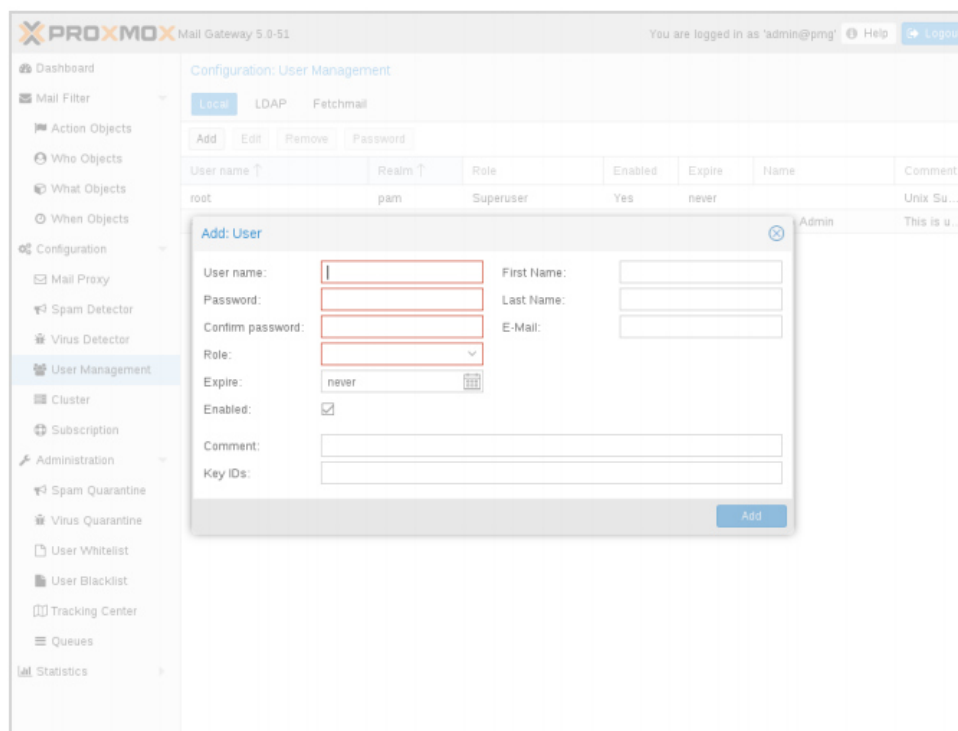 PROXMOX Mail Gateway 5.0-51 You are logged in as 'admin@pmg' Help Logou
Dashboard
Mail Filter
Action Objects
Who Objects
What Objects
When Objects
Configuration
Mail Proxy
Spam Detector
Virus Detector
User Management
Cluster
Subscription
Administration
Spam Quarantine
Virus Quarantine
User Whitelist
User Blacklist
Tracking Center
Queues
Statistics
Configuration: User Management
Local LDAP Fetchmail
Add Edit Remove Password
User name Realm Role Enabled Expire Name Comment
root pam Superuser Yes never Unix Su...
Admin This is u...
Add: User
User name:
Password:
Confirm password:
Role:
Expire: never
Enabled:
First Name:
Last Name:
E-Mail:
Comment:
Key IDs:
Add